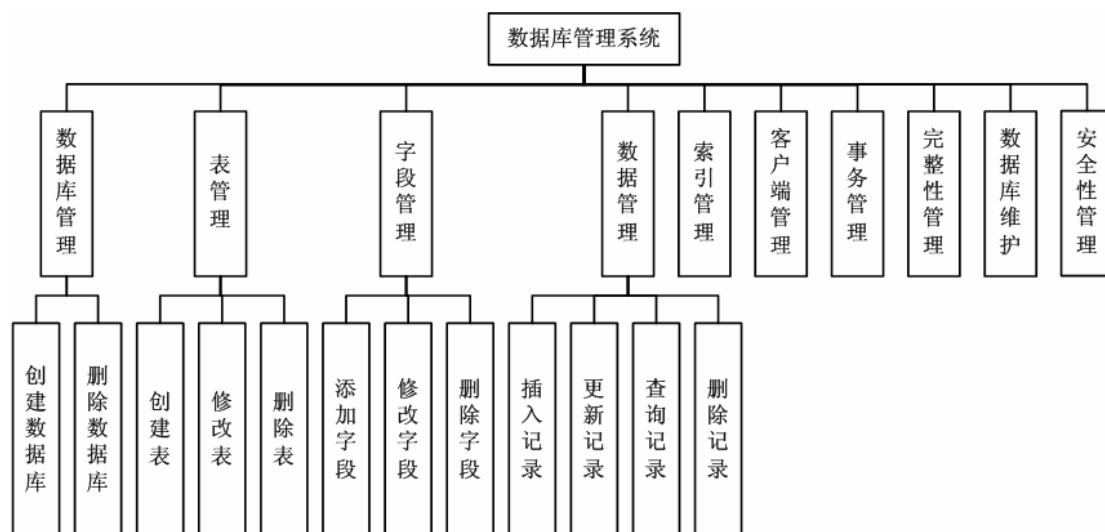 数据库管理系统
数据库管理
表管理
字段管理
数据管理
索引管理
客户端管理
事务管理
完整性管理
数据库维护
安全性管理
创建数据库
删除数据库
创建表
修改表
删除表
添加字段
修改字段
删除字段
插入记录
更新记录
查询记录
删除记录